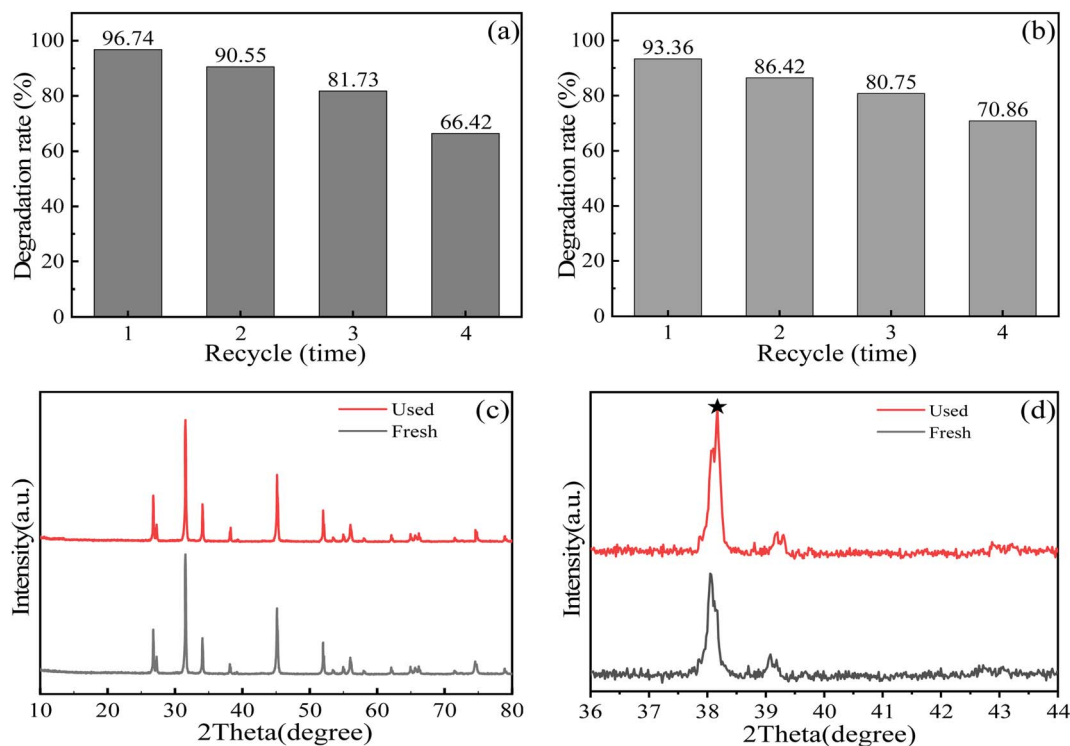 (a)
96.74
90.55
81.73
66.42
100
80
60
40
20
0
Degradation rate (%)
1 2 3 4
Recycle (time)
(b)
93.36
86.42
80.75
70.86
100
80
60
40
20
0
Degradation rate (%)
1 2 3 4
Recycle (time)
(c)
Used
Fresh
Intensity(a.u.)
10 20 30 40 50 60 70 80
2Theta(degree)
(d)
Used
Fresh
Intensity(a.u.)
36 37 38 39 40 41 42 43 44
2Theta(degree)